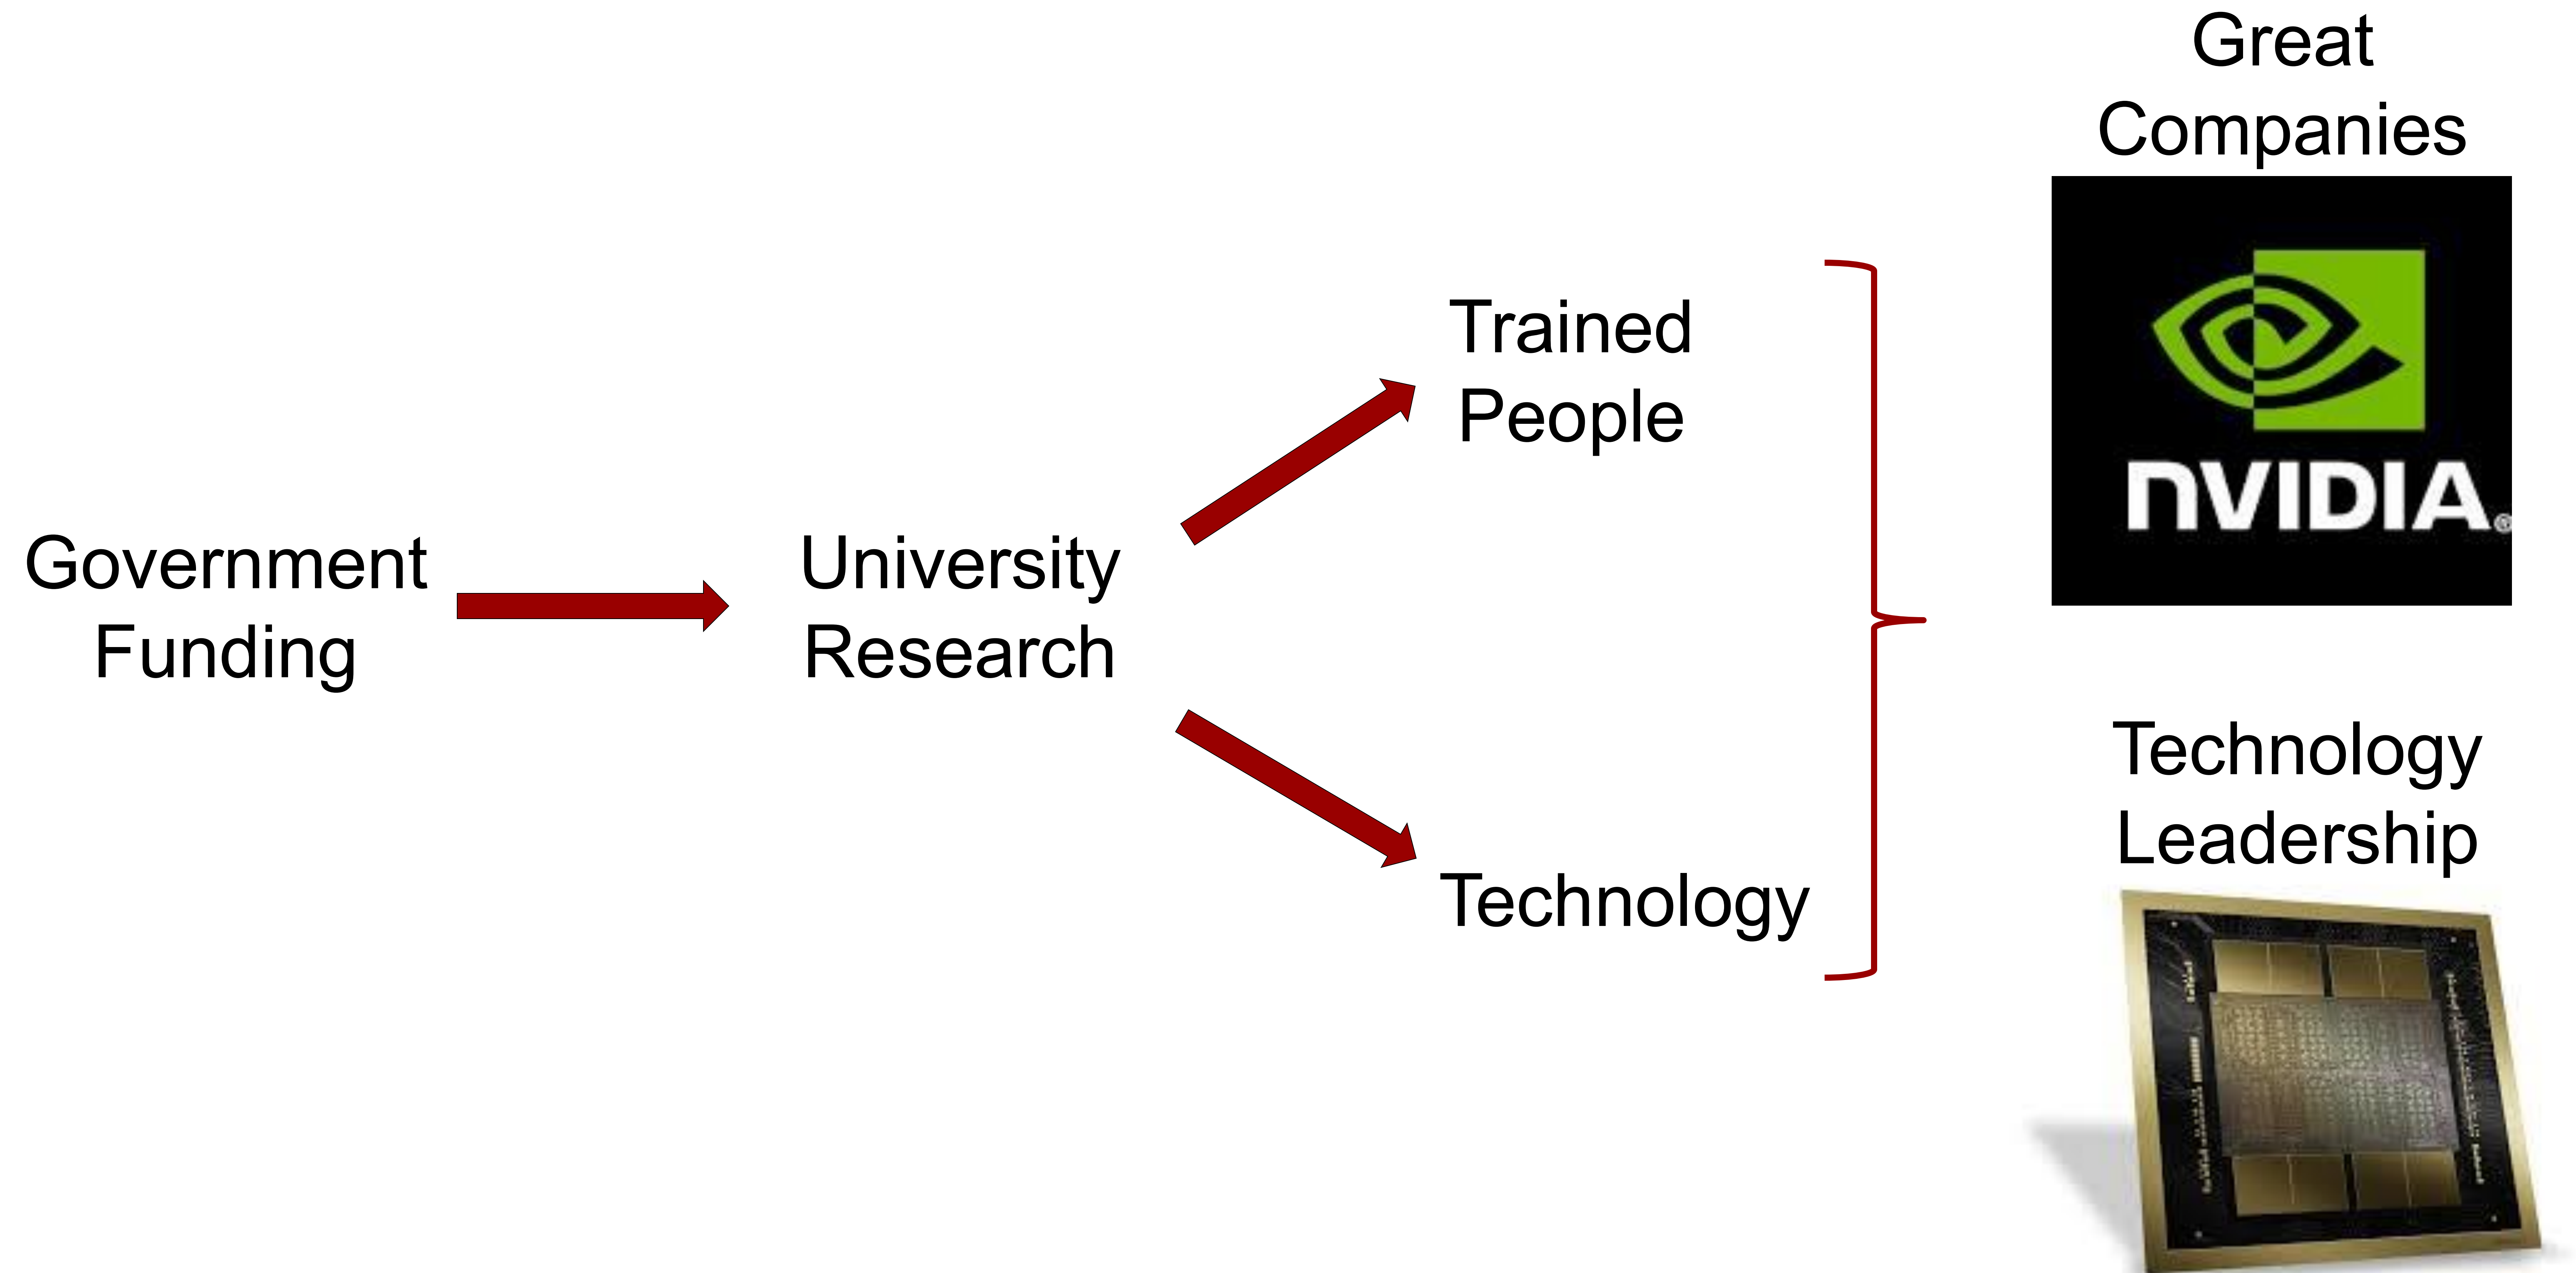 Great
Companies
nVIDIA®
Trained
People
Government
Funding
University
Research
Technology
Leadership
Technology